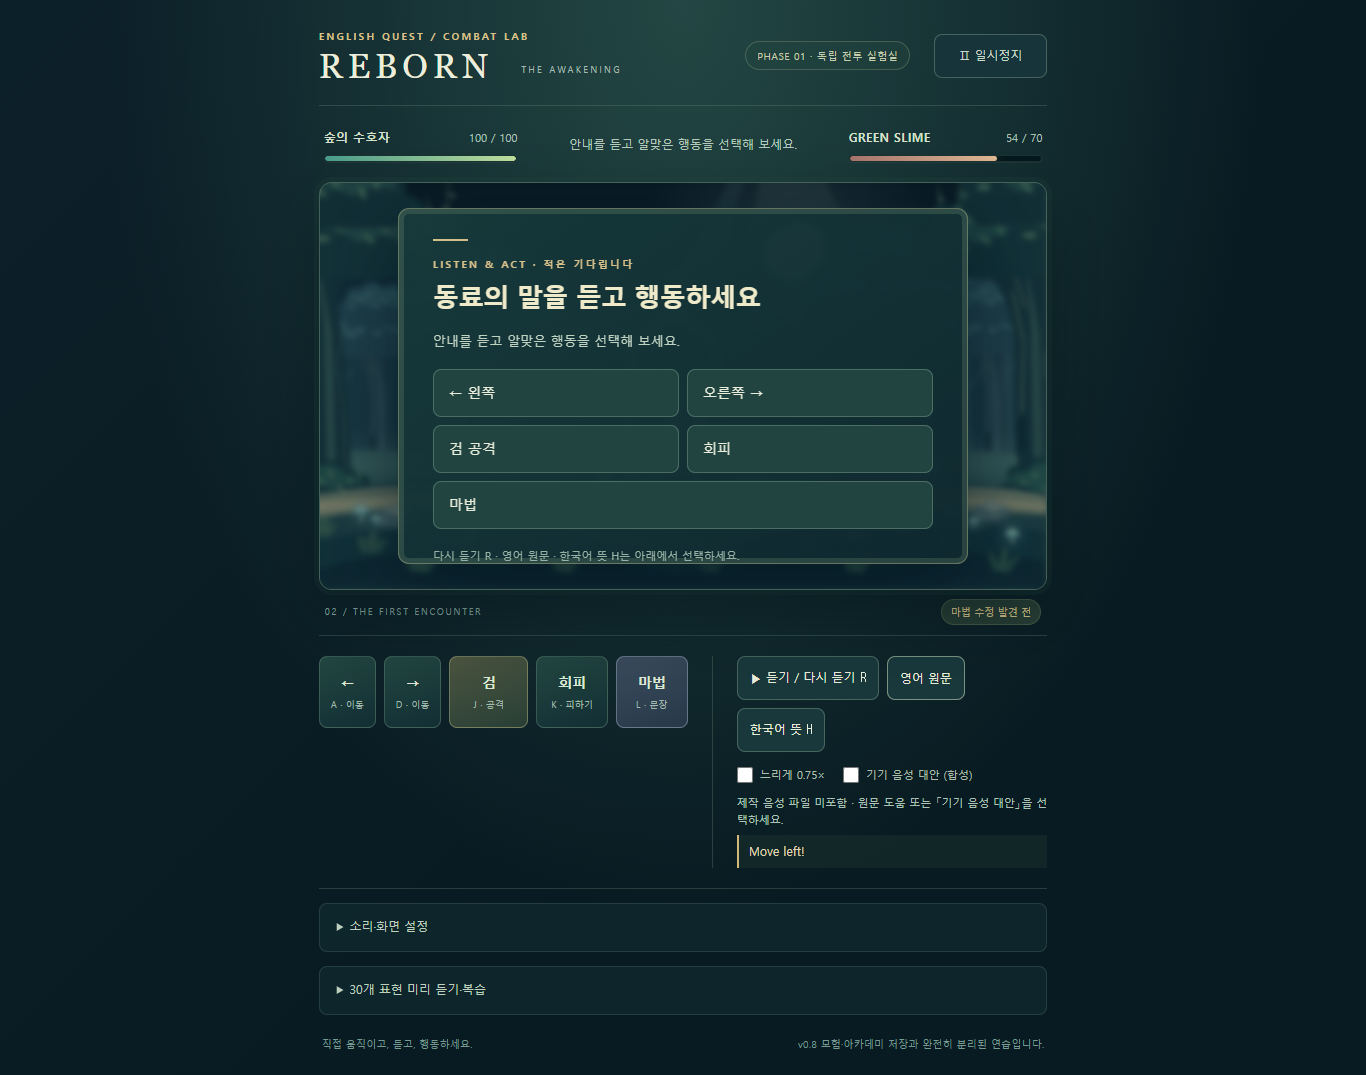 ENGLISH QUEST / COMBAT LAB
REBORN THE AWAKENING
PHASE 01 · 독립 전투 실험실
Ⅱ 일시정지
숲의 수호자 100 / 100
안내를 듣고 알맞은 행동을 선택해 보세요.
GREEN SLIME 54 / 70
LISTEN & ACT · 적은 기다립니다
동료의 말을 듣고 행동하세요
안내를 듣고 알맞은 행동을 선택해 보세요.
← 왼쪽
오른쪽 →
검 공격
회피
마법
다시 듣기 R · 영어 원문 · 한국어 뜻 H는 아래에서 선택하세요.
02 / THE FIRST ENCOUNTER
마법 수정 발견 전
←
A · 이동
→
D · 이동
검
J · 공격
회피
K · 피하기
마법
L · 문장
▶ 듣기 / 다시 듣기 R
영어 원문
한국어 뜻 H
느리게 0.75×
기기 음성 대안 (합성)
제작 음성 파일 미포함 · 원문 도움 또는 「기기 음성 대안」을 선
택하세요.
Move left!
▶ 소리·화면 설정
▶ 30개 표현 미리 듣기·복습
직접 움직이고, 듣고, 행동하세요.
v0.8 모험·아카데미 저장과 완전히 분리된 연습입니다.